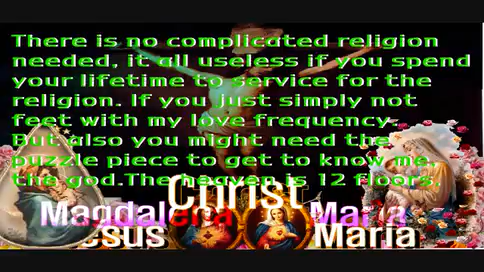 There is no complicated religion
needed, it all useless if you spend
your lifetime to service for the
religion. If you just simply not
feet with my love frequency.
But also you might need the
puzzle piece to get to know me,
the god.The heaven is 12 floors.
Christ
Magdalena Maria
Jesus Maria